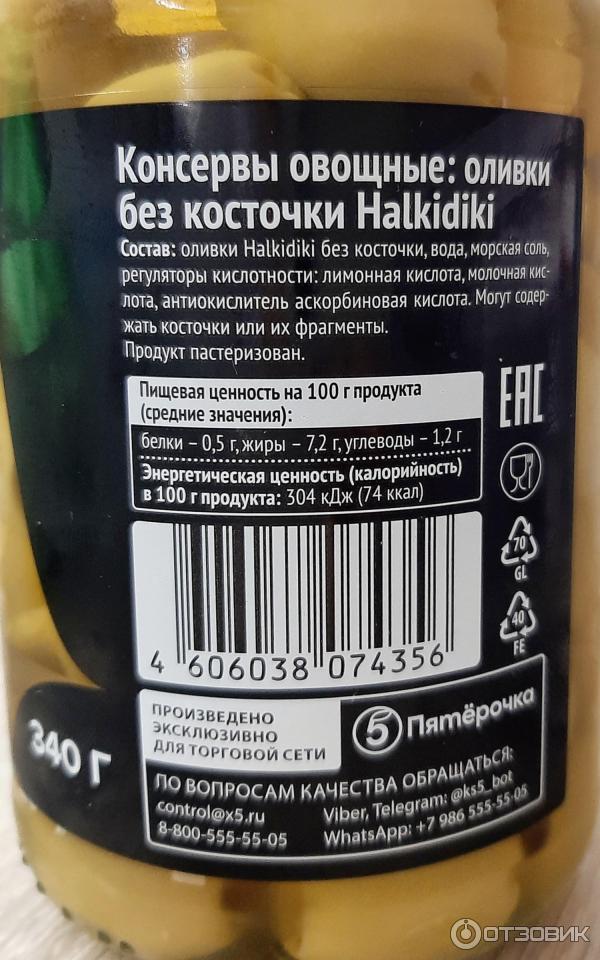 Консервы овощные: оливки
без косточки Halkidiki
Состав: оливки Halkidiki без косточки, вода, морская соль,
регуляторы кислотности: лимонная кислота, молочная кис-
лота, антиокислитель аскорбиновая кислота. Могут содер-
жать косточки или их фрагменты.
Продукт пастеризован.
Пищевая ценность на 100 г продукта
(средние значения):
белки – 0,5 г, жиры – 7,2 г, углеводы – 1,2 г
Энергетическая ценность (калорийность)
в 100 г продукта: 304 кДж (74 ккал)
EAC
70
GL
40
FE
4 606038 074356
340 Г
ПРОИЗВЕДЕНО
ЭКСКЛЮЗИВНО
ДЛЯ ТОРГОВОЙ СЕТИ
5 Пятёрочка
ПО ВОПРОСАМ КАЧЕСТВА ОБРАЩАТЬСЯ:
control@x5.ru
8-800-555-55-05
Viber, Telegram: @ks5_bot
WhatsApp: +7 986 555-55-05
ОТЗОВИК